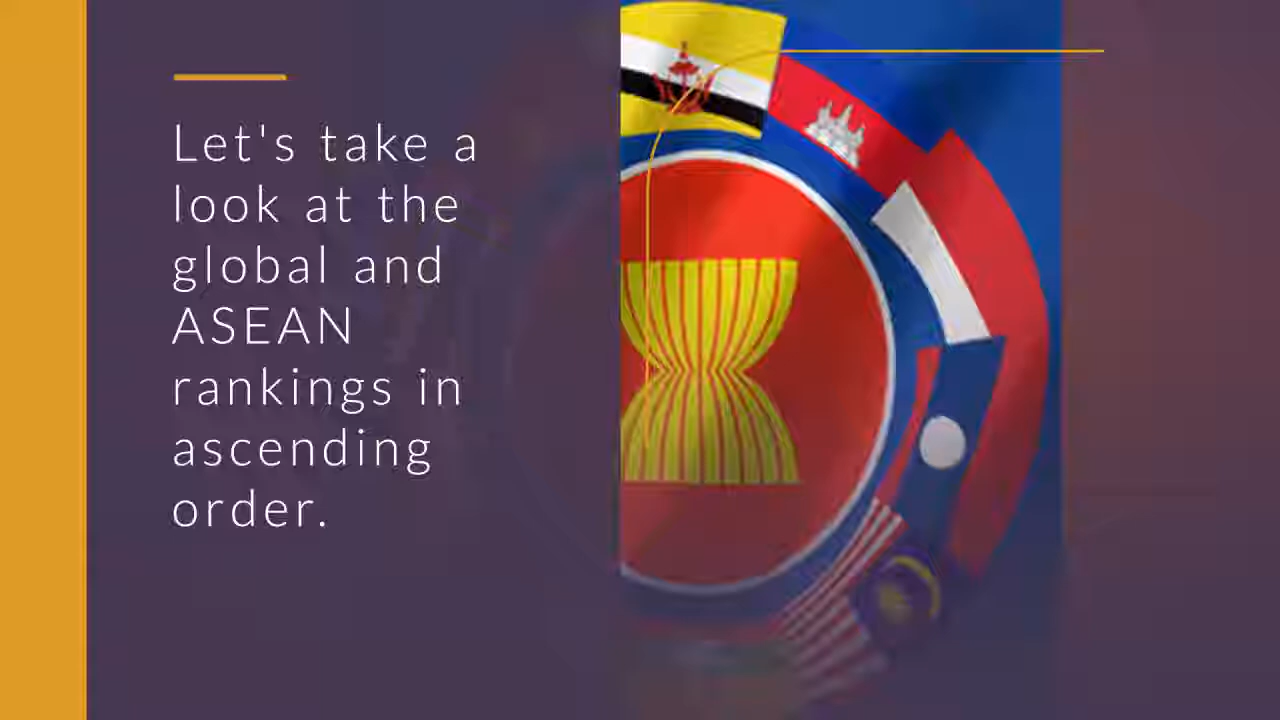 Let's take a
look at the
global and
ASEAN
rankings in
ascending
order.